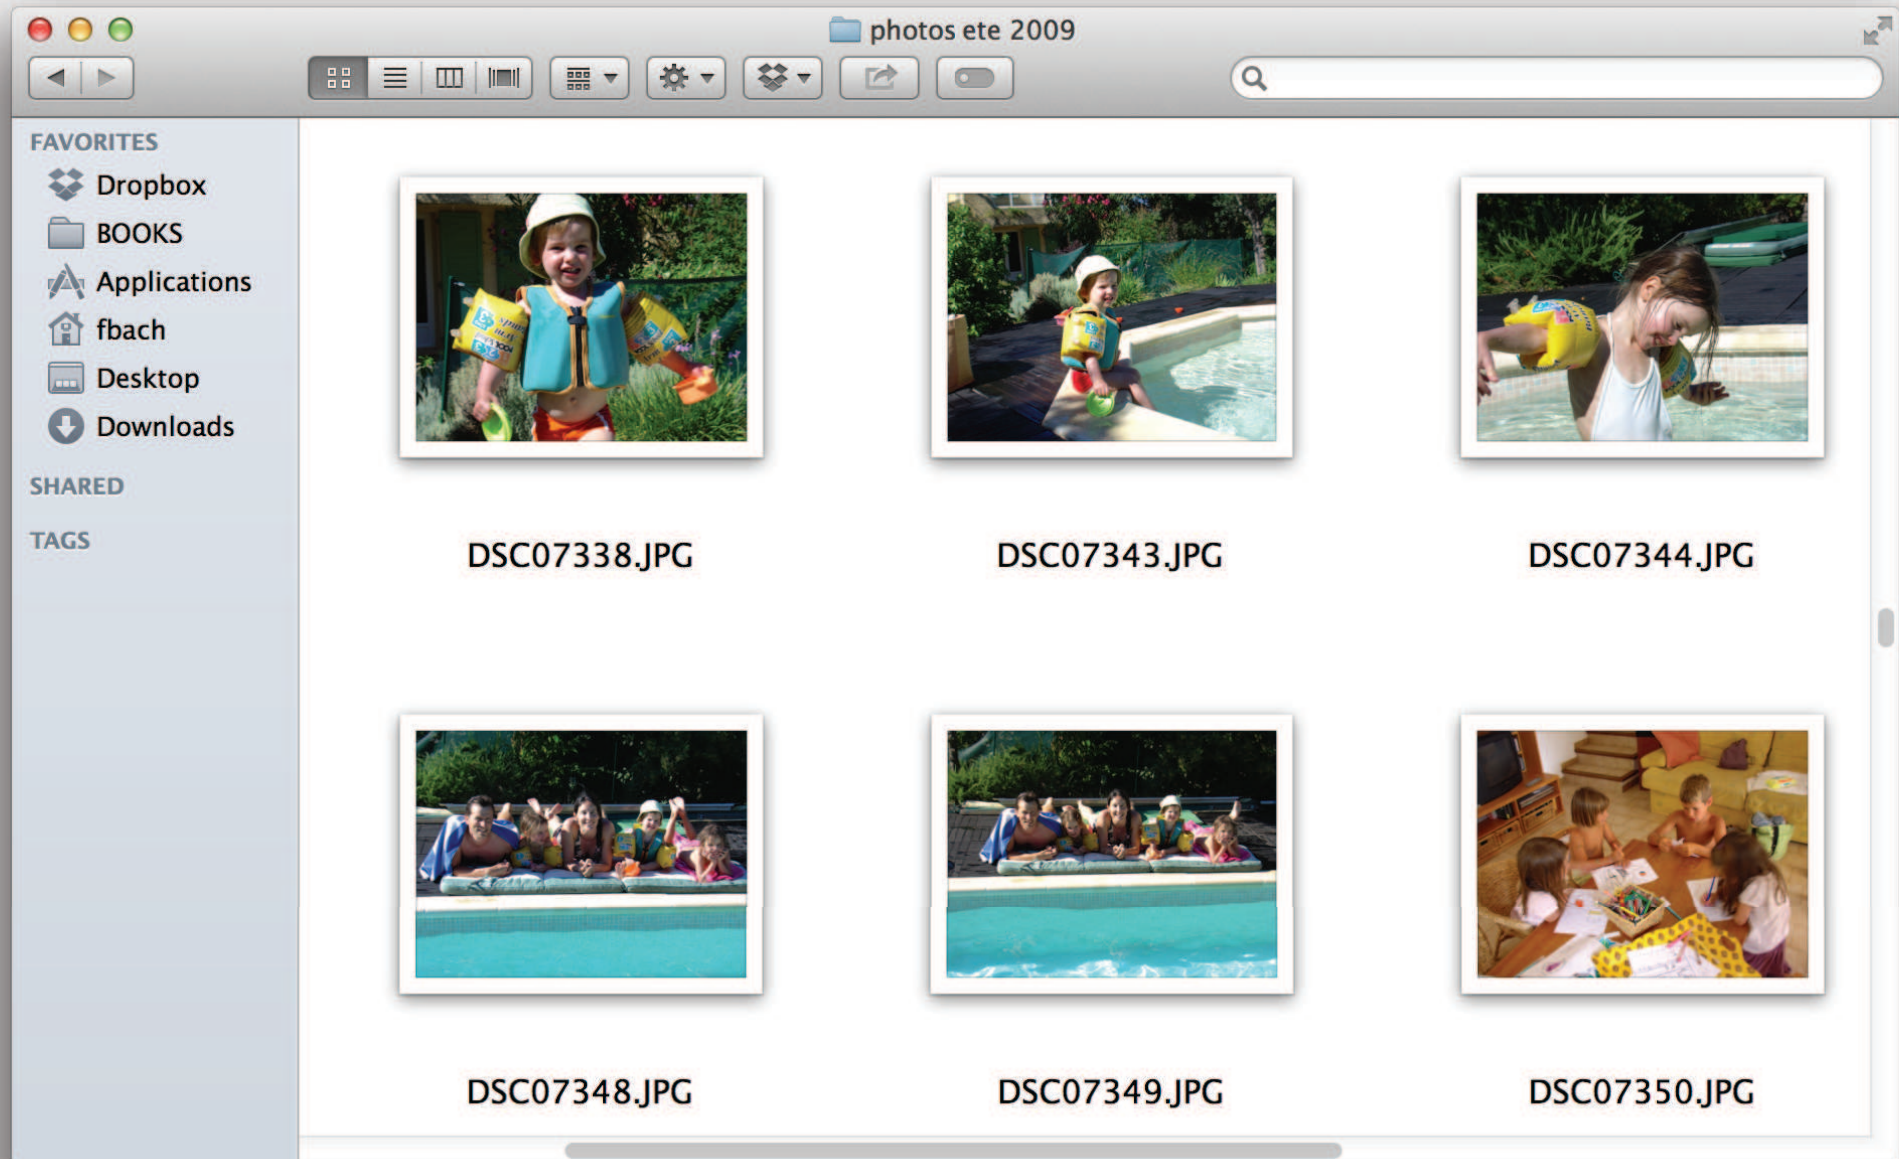 photos ete 2009
FAVORITES
Dropbox
BOOKS
Applications
fbach
Desktop
Downloads
SHARED
TAGS
DSC07338.JPG
DSC07343.JPG
DSC07344.JPG
DSC07348.JPG
DSC07349.JPG
DSC07350.JPG